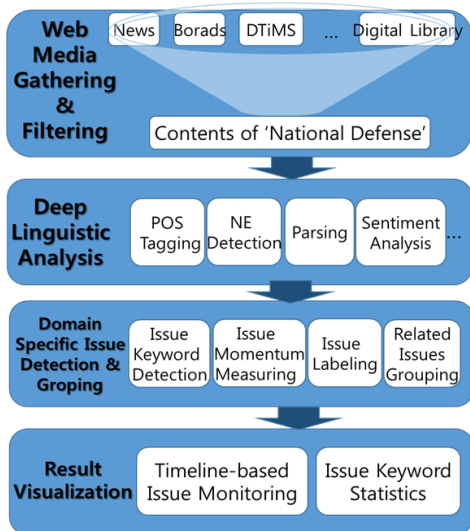 Web
Media
Gathering
&
Filtering
News Borads DTiMS ... Digital Library
Contents of 'National Defense'
Deep
Linguistic
Analysis
POS
Tagging
NE
Detection
Parsing
Sentiment
Analysis
...
Domain
Specific Issue
Detection &
Groping
Issue
Keyword
Detection
Issue
Momentum
Measuring
Issue
Labeling
Related
Issues
Grouping
Result
Visualization
Timeline-based
Issue Monitoring
Issue Keyword
Statistics